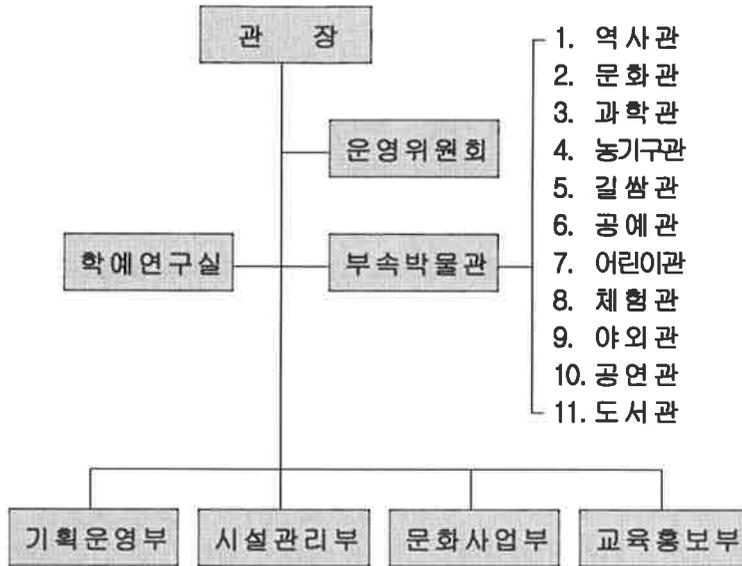 관 장
운영위원회
학예연구실
부속박물관
1. 역사관
2. 문화관
3. 과학관
4. 농기구관
5. 길쌈관
6. 공예관
7. 어린이관
8. 체험관
9. 야외관
10. 공연관
11. 도서관
기획운영부
시설관리부
문화사업부
교육홍보부